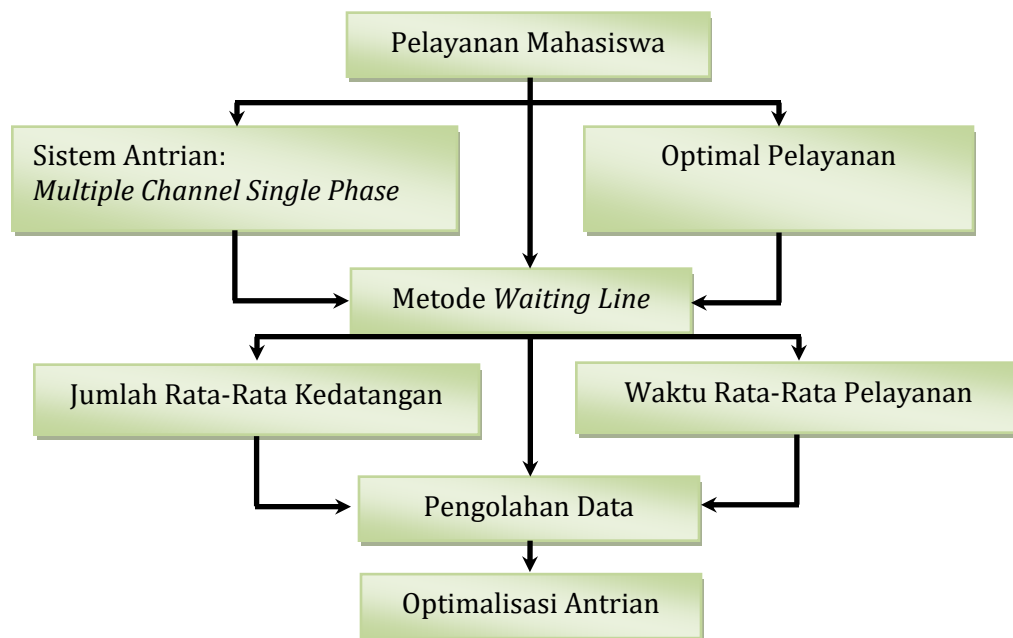 Pelayanan Mahasiswa
Sistem Antrian:
Multiple Channel Single Phase
Optimal Pelayanan
Metode Waiting Line
Jumlah Rata-Rata Kedatangan
Waktu Rata-Rata Pelayanan
Pengolahan Data
Optimalisasi Antrian